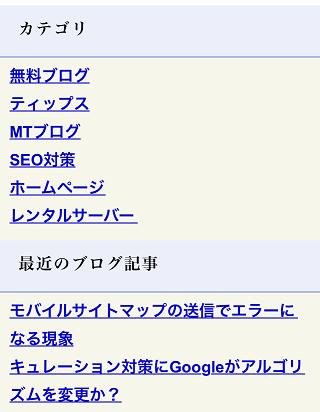 カテゴリ
無料ブログ
ティップス
MTブログ
SEO対策
ホームページ
レンタルサーバー
最近のブログ記事
モバイルサイトマップの送信でエラーに
なる現象
キュレーション対策にGoogleがアルゴリ
ズムを変更か？